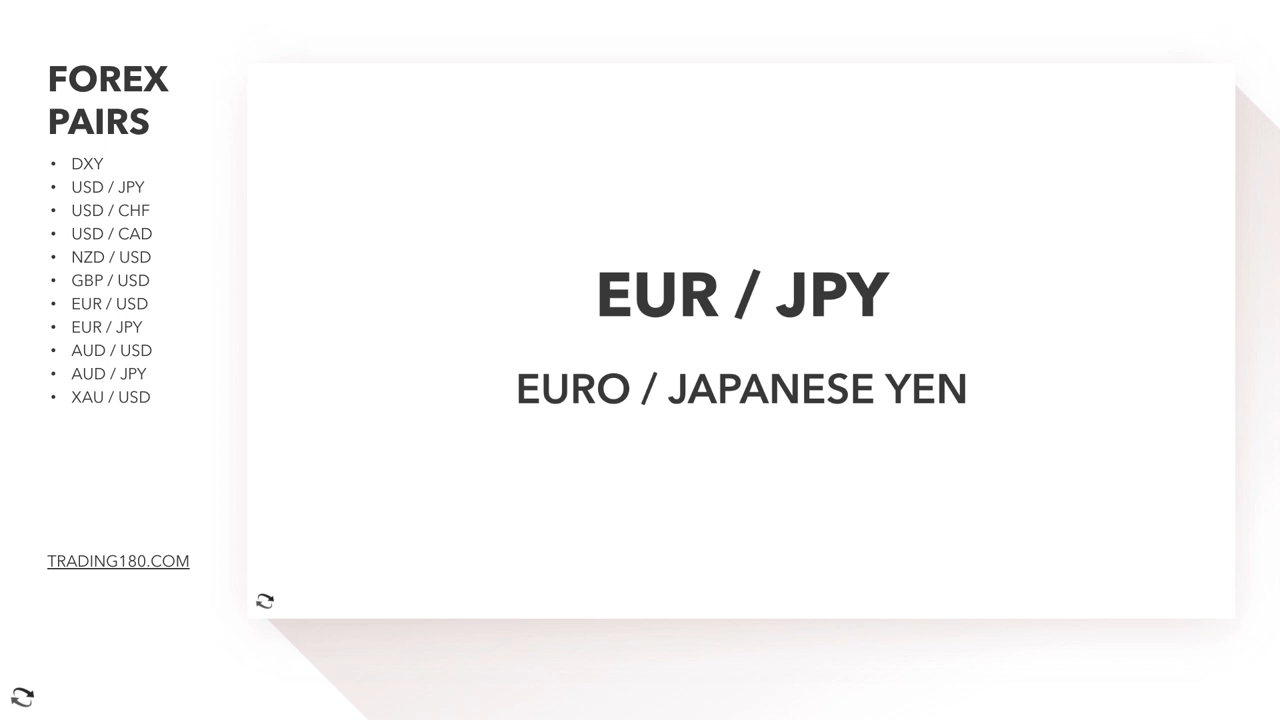 FOREX
PAIRS
• DXY
• USD / JPY
• USD / CHF
• USD / CAD
• NZD / USD
• GBP / USD
• EUR / USD
• EUR / JPY
• AUD / USD
• AUD / JPY
• XAU / USD
TRADING180.COM
EUR / JPY
EURO / JAPANESE YEN